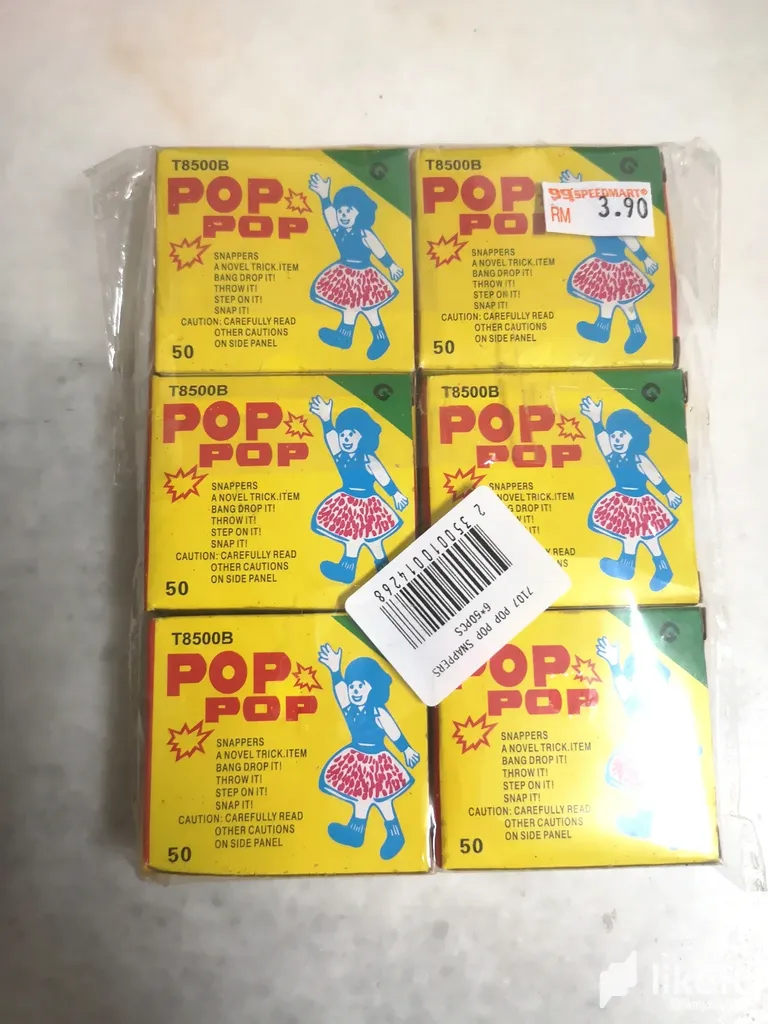 T8500B
POP
POP
SNAPPERS
A NOVEL TRICK.ITEM
BANG DROP IT!
THROW IT!
STEP ON IT!
SNAP IT!
CAUTION: CAREFULLY READ
OTHER CAUTIONS
ON SIDE PANEL
50
T8500B
POP
POP
99 SPEEDMART
RM 3.90
SNAPPERS
A NOVEL TRICK.ITEM
BANG DROP IT!
THROW IT!
STEP ON IT!
SNAP IT!
CAUTION: CAREFULLY READ
OTHER CAUTIONS
ON SIDE PANEL
50
T8500B
POP
POP
SNAPPERS
A NOVEL TRICK.ITEM
BANG DROP IT!
THROW IT!
STEP ON IT!
SNAP IT!
CAUTION: CAREFULLY READ
OTHER CAUTIONS
ON SIDE PANEL
50
T8500B
POP
POP
SNAPPERS
A NOVEL TRICK.ITEM
BANG DROP IT!
THROW IT!
READ
CAUTIONS
2 350010 014268
7107 POP POP SNAPPERS
6*50PCS
T8500B
POP
POP
SNAPPERS
A NOVEL TRICK.ITEM
BANG DROP IT!
THROW IT!
STEP ON IT!
SNAP IT!
CAUTION: CAREFULLY READ
OTHER CAUTIONS
ON SIDE PANEL
50
POP
POP
SNAPPERS
A NOVEL TRICK.ITEM
BANG DROP IT!
THROW IT!
STEP ON IT!
SNAP IT!
CAUTION: CAREFULLY READ
OTHER CAUTIONS
ON SIDE PANEL
50